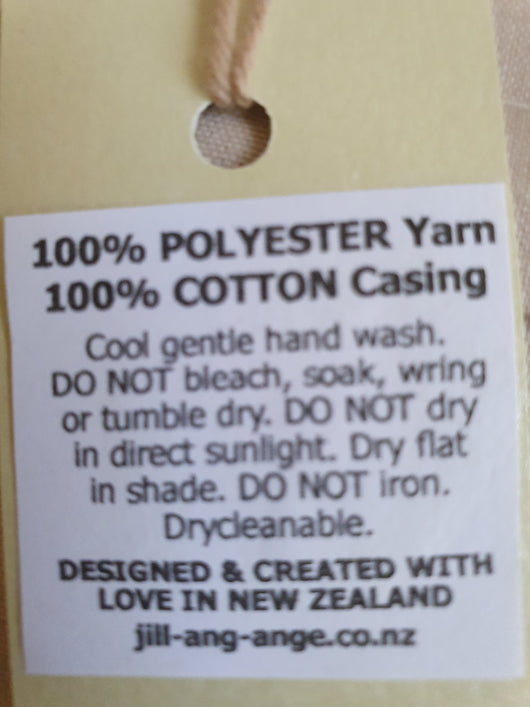 100% POLYESTER Yarn
100% COTTON Casing
Cool gentle hand wash.
DO NOT bleach, soak, wring
or tumble dry. DO NOT dry
in direct sunlight. Dry flat
in shade. DO NOT iron.
Drycleanable.
DESIGNED & CREATED WITH
LOVE IN NEW ZEALAND
jill-ang-ange.co.nz